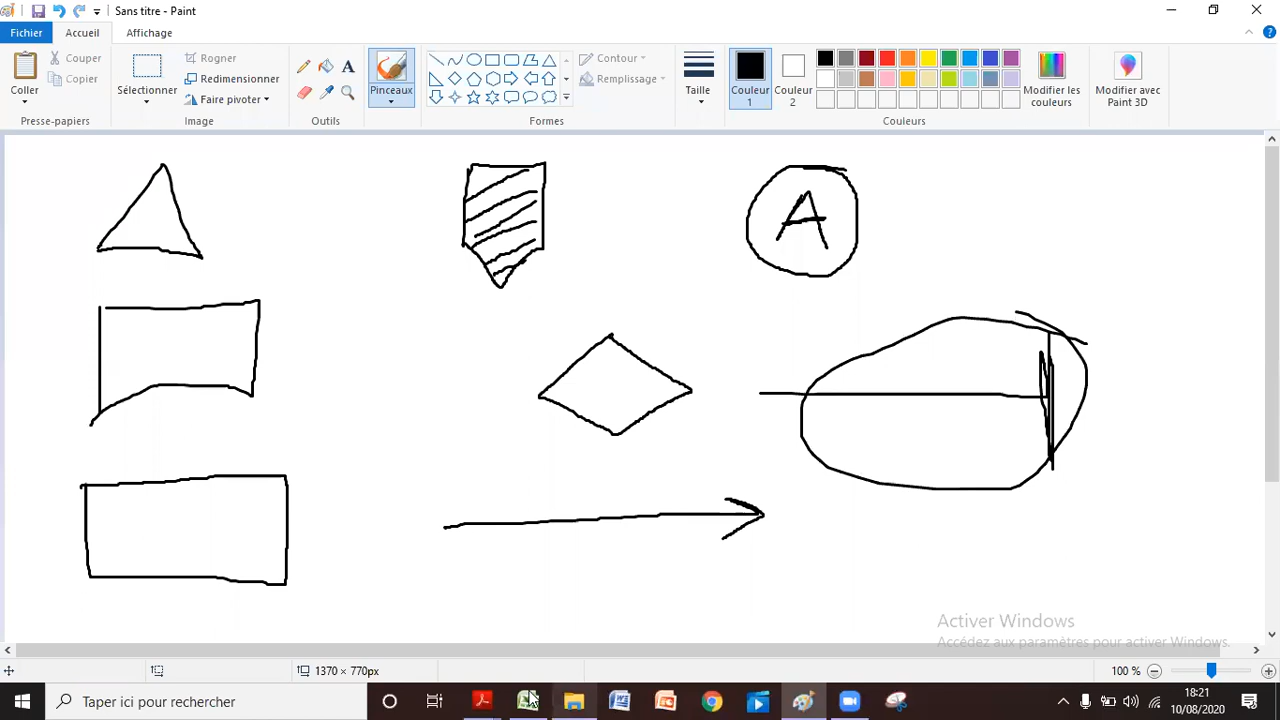 Sans titre - Paint
Fichier Accueil Affichage
Coller
Couper
Copier
Presse-papiers
Sélectionner
Rogner
Redimensionner
Faire pivoter
Image
A
Outils
Pinceaux
Contour
Remplissage
Formes
Taille
Couleur 1
Couleur 2
Modifier les couleurs
Couleurs
Modifier avec Paint 3D
A
Activer Windows
Accédez aux paramètres pour activer Windows.
1370 × 770px
100 %
Taper ici pour rechercher
18:21
10/08/2020